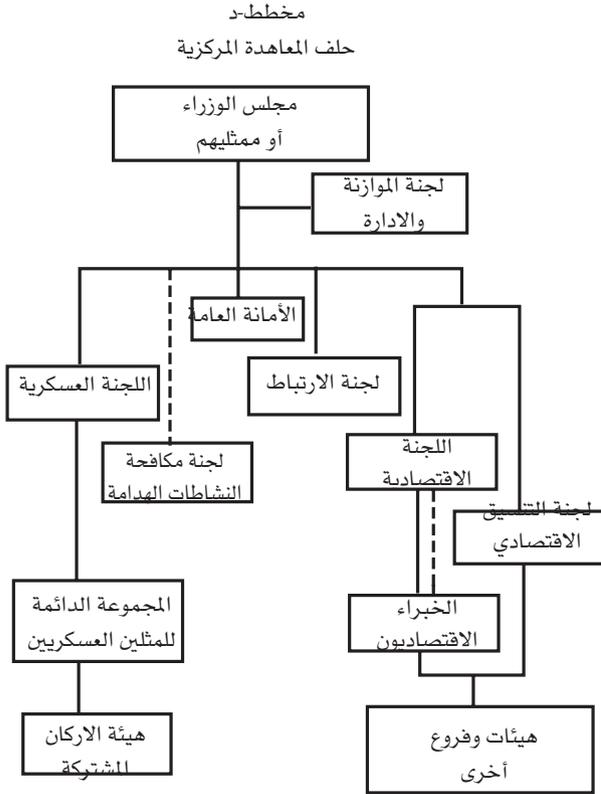 مخطط-د
حلف المعاهدة المركزية
مجلس الوزراء
أو ممثليهم
لجنة الموازنة
والادارة
الأمانة العامة
لجنة الارتباط
اللجنة العسكرية
لجنة مكافحة
النشاطات الهدامة
اللجنة
الاقتصادية
لجنة التنسيق
الاقتصادي
المجموعة الدائمة
للمثلين العسكريين
الخبراء
الاقتصاديون
هيئة الاركان
المشتركة
هيئات وفروع
أخرى